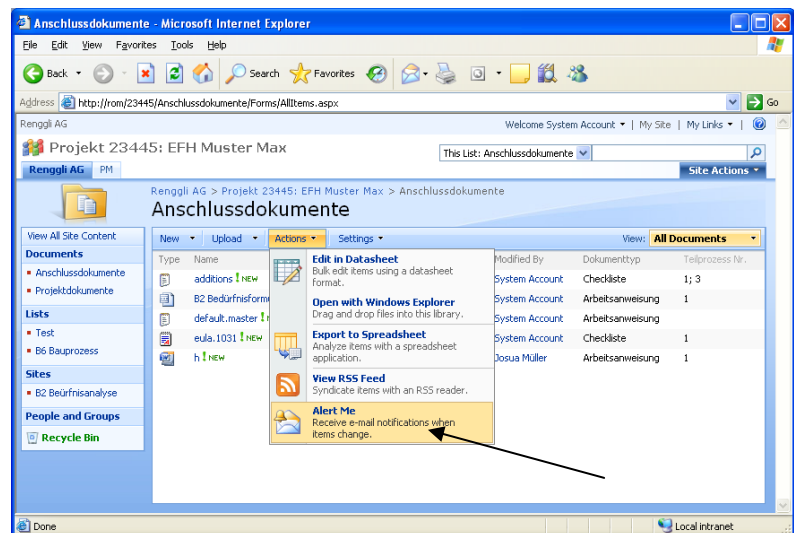 Anschlussdokumente - Microsoft Internet Explorer
File Edit View Favorites Tools Help
Back Search Favorites
Address http://rom/23445/Anschlussdokumente/Forms/AllItems.aspx Go
Renggli AG Welcome System Account | My Site | My Links |
Projekt 23445: EFH Muster Max This List: Anschlussdokumente
Renggli AG PM Site Actions
Renggli AG > Projekt 23445: EFH Muster Max > Anschlussdokumente
Anschlussdokumente
View All Site Content New Upload Actions Settings View: All Documents
Documents
Anschlussdokumente
Projektdokumente
Lists
Test
B6 Bauprozess
Sites
B2 Beürfnisanalyse
People and Groups
Recycle Bin
Type Name Modified By Dokumenttyp Teilprozess Nr.
additions ! NEW System Account Checkliste 1; 3
B2 Bedürfnisform System Account Arbeitsanweisung 1
default.master ! System Account Arbeitsanweisung
eula.1031 ! NEW System Account Checkliste 1
h ! NEW Josua Müller Arbeitsanweisung 1
Edit in Datasheet
Bulk edit items using a datasheet
format.
Open with Windows Explorer
Drag and drop files into this library.
Export to Spreadsheet
Analyze items with a spreadsheet
application.
View RSS Feed
Syndicate items with an RSS reader.
Alert Me
Receive e-mail notifications when
items change.
Done Local intranet